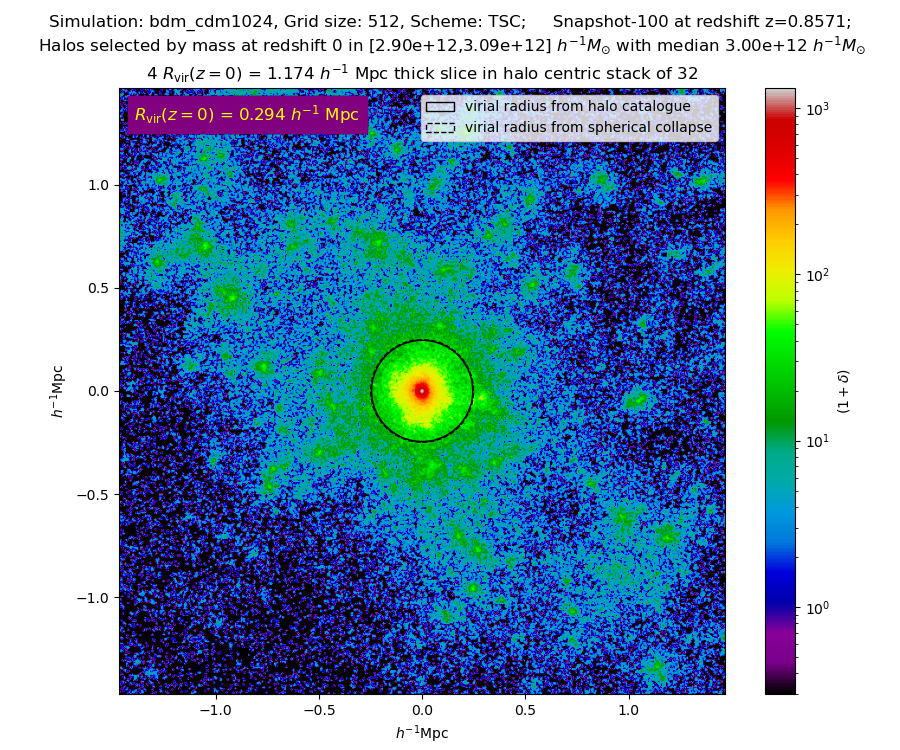 Simulation: bdm_cdm1024, Grid size: 512, Scheme: TSC; Snapshot-100 at redshift z=0.8571;
Halos selected by mass at redshift 0 in [2.90e+12,3.09e+12] h⁻¹M⊙ with median 3.00e+12 h⁻¹M⊙
4 Rvir(z = 0) = 1.174 h⁻¹ Mpc thick slice in halo centric stack of 32
Rvir(z = 0) = 0.294 h⁻¹ Mpc
virial radius from halo catalogue
virial radius from spherical collapse
1.0
0.5
0.0
−0.5
−1.0
h⁻¹Mpc
−1.0 −0.5 0.0 0.5 1.0
h⁻¹Mpc
10³
10²
10¹
10⁰
(1 + δ)